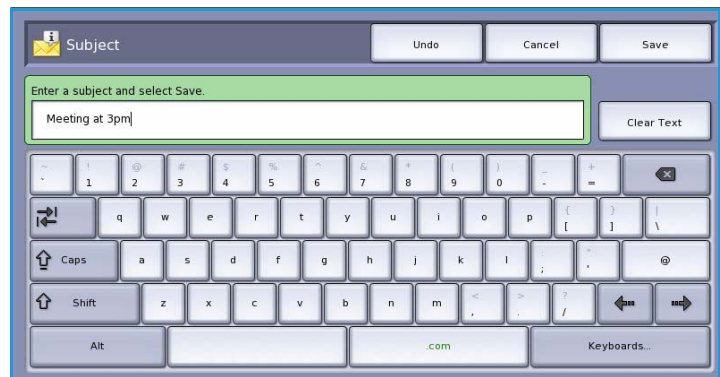 Subject
Undo
Cancel
Save
Enter a subject and select Save.
Meeting at 3pm
Clear Text
~ ! @ # $ % ^ & * ( ) _ +
` 1 2 3 4 5 6 7 8 9 0 - =
q w e r t y u i o p { [ } ] | \
Caps a s d f g h j k l : ; " ' @
Shift z x c v b n m < , > . ? /
Alt .com Keyboards...